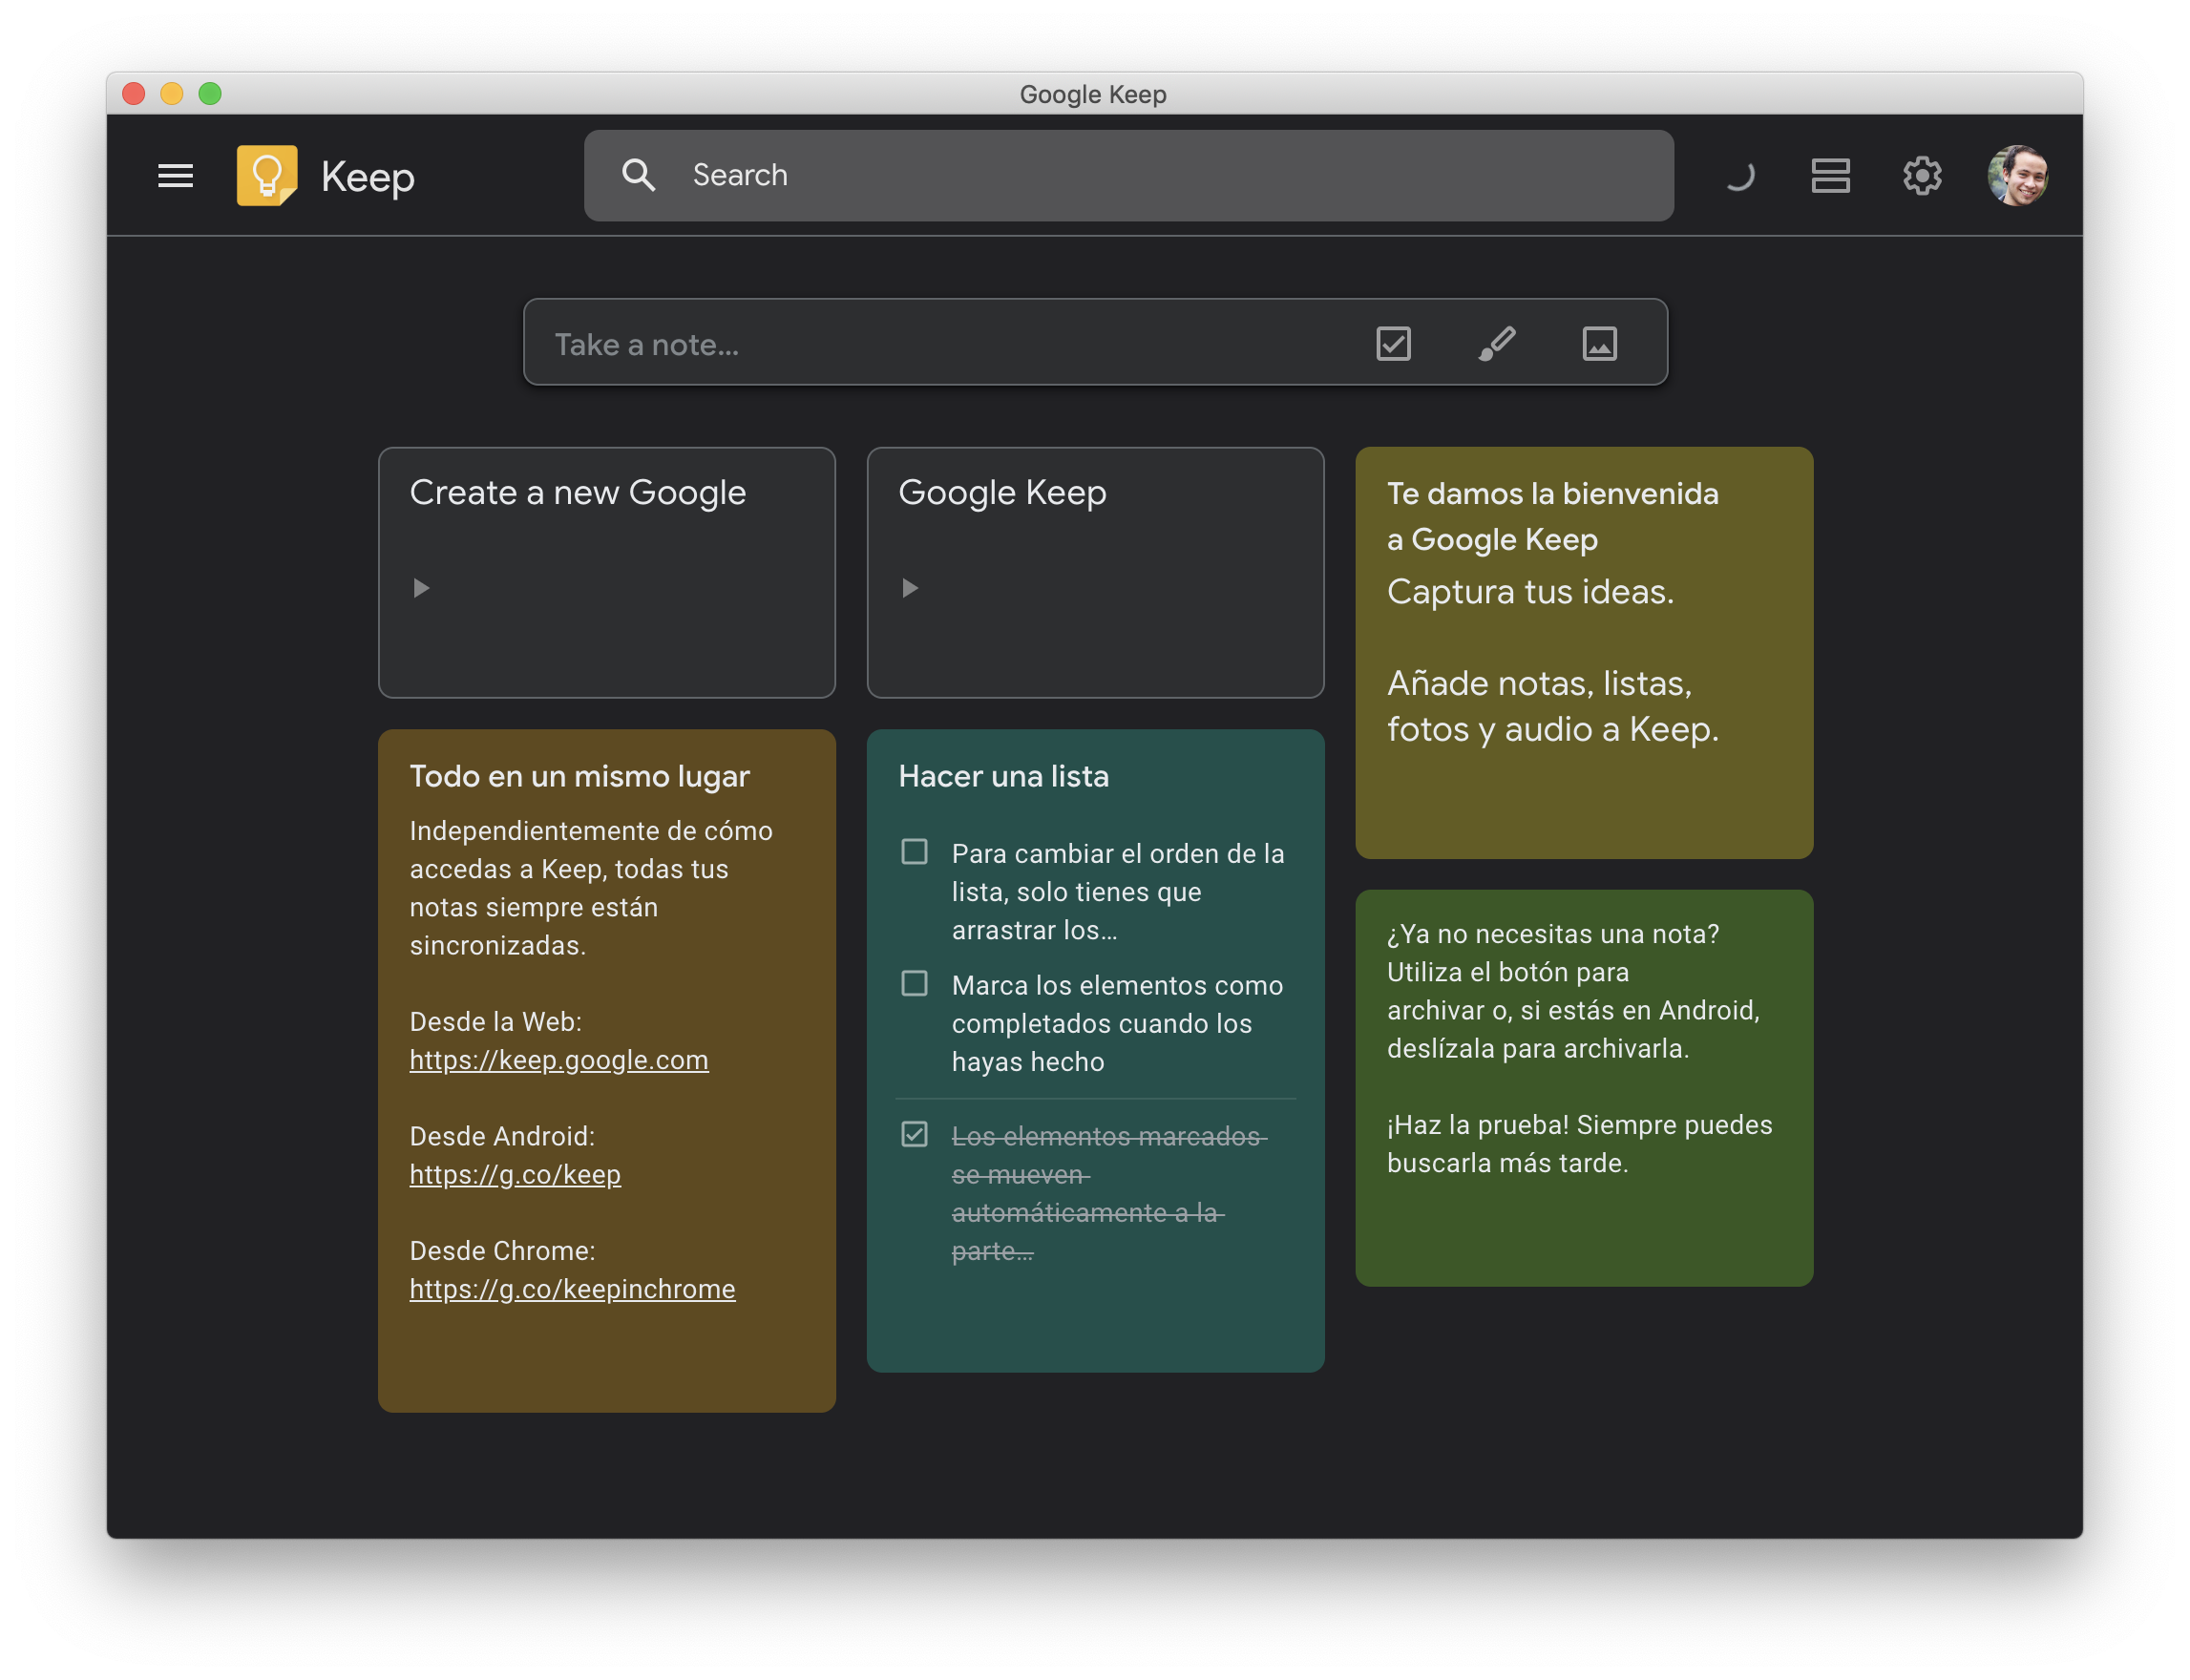 Google Keep
Keep
Search
Take a note...
Create a new Google
Google Keep
Te damos la bienvenida
a Google Keep
Captura tus ideas.
Añade notas, listas,
fotos y audio a Keep.
Todo en un mismo lugar
Independientemente de cómo
accedas a Keep, todas tus
notas siempre están
sincronizadas.
Desde la Web:
https://keep.google.com
Desde Android:
https://g.co/keep
Desde Chrome:
https://g.co/keepinchrome
Hacer una lista
Para cambiar el orden de la
lista, solo tienes que
arrastrar los...
Marca los elementos como
completados cuando los
hayas hecho
Los elementos marcados
se mueven
automáticamente a la
parte...
¿Ya no necesitas una nota?
Utiliza el botón para
archivar o, si estás en Android,
deslízala para archivarla.
¡Haz la prueba! Siempre puedes
buscarla más tarde.